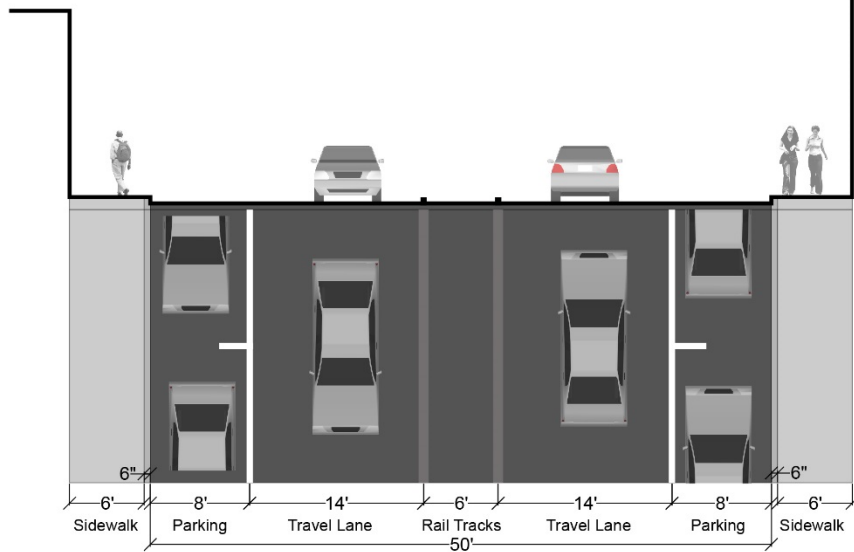 6" 6"
6' 8' 14' 6' 14' 8' 6'
Sidewalk Parking Travel Lane Rail Tracks Travel Lane Parking Sidewalk
50'